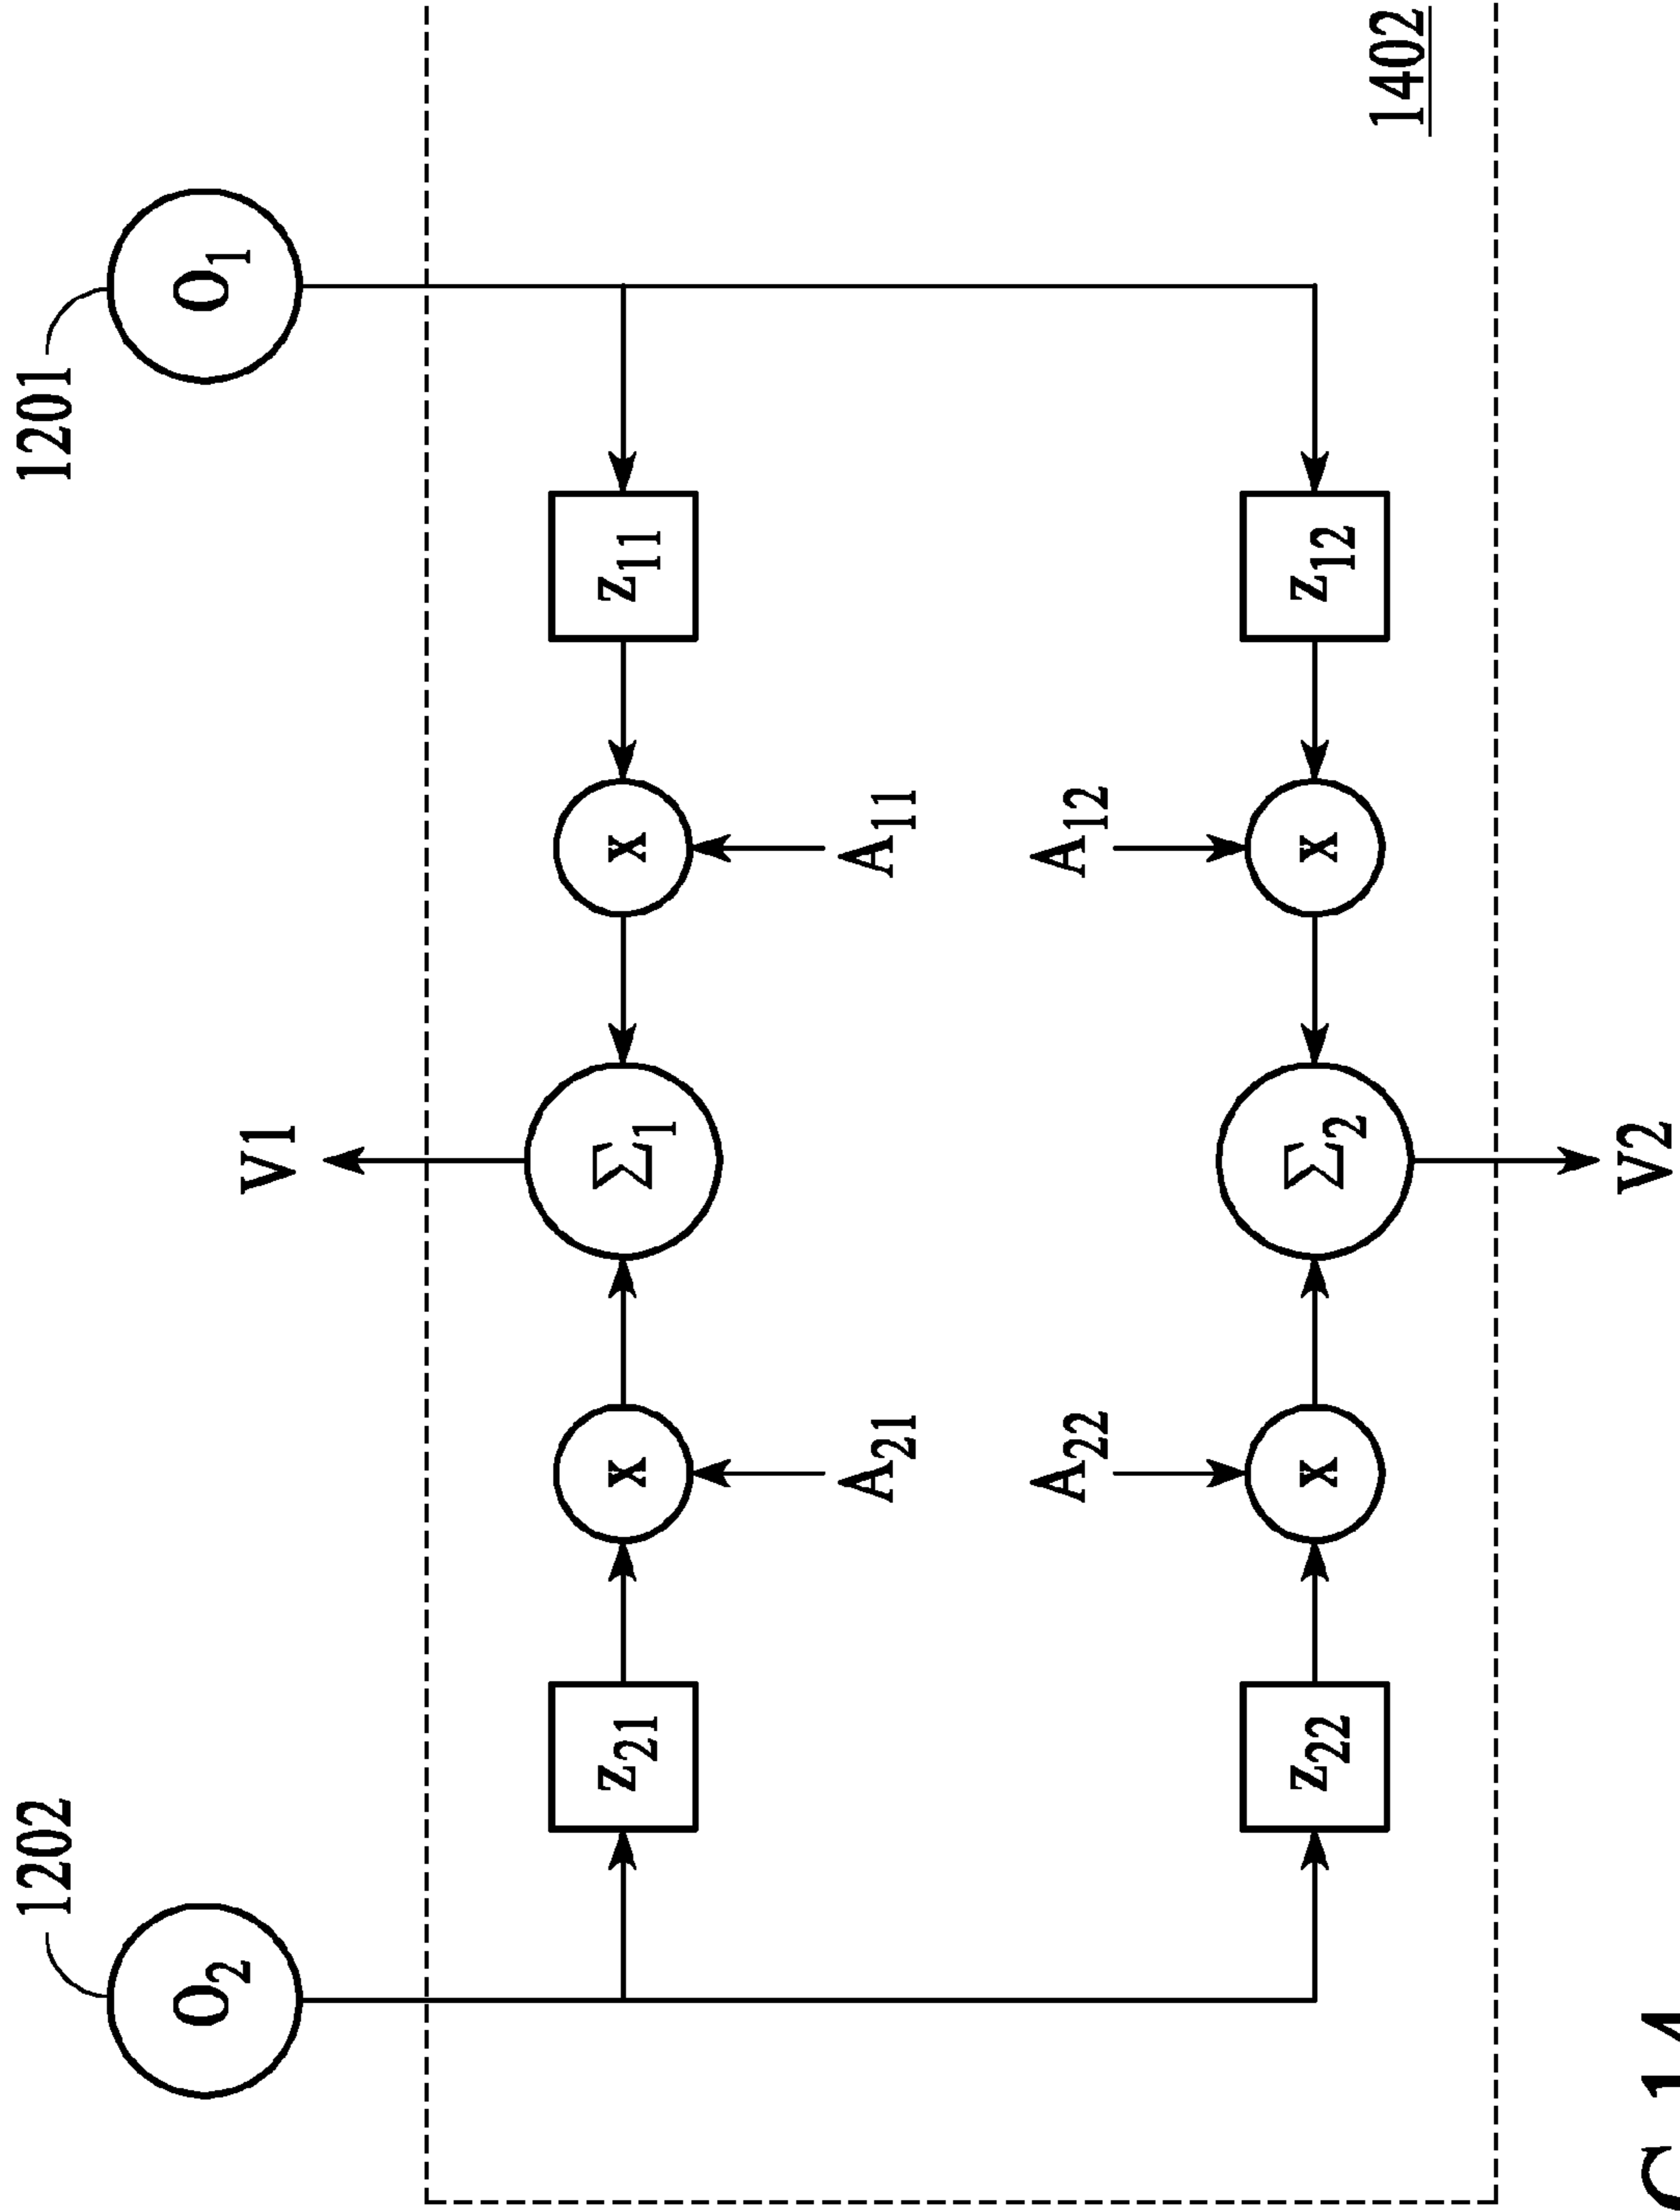 1202
1201
O₂
O₁
V1
z₂₁
x
Σ₁
x
z₁₁
A₂₁
A₁₁
A₂₂
A₁₂
z₂₂
x
Σ₂
x
z₁₂
1402
V2